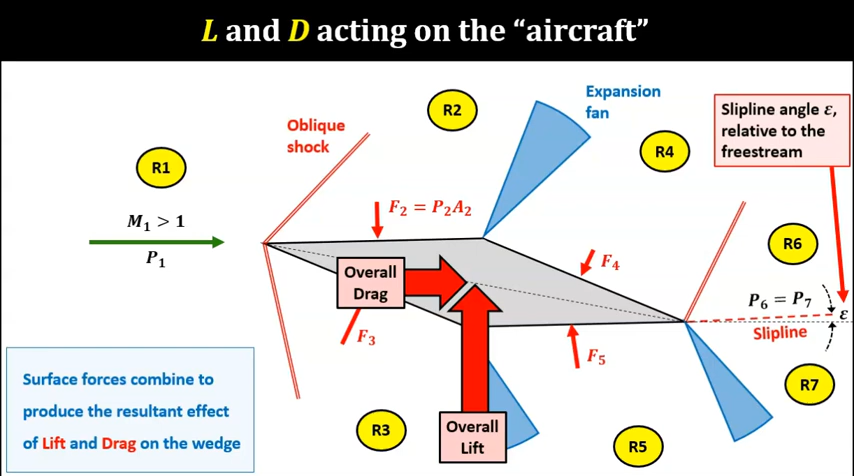 L and D acting on the “aircraft”
Oblique
shock
R2
Expansion
fan
R4
Slipline angle ε,
relative to the
freestream
R1
M₁ > 1
P₁
F₂ = P₂A₂
F₄
R6
Overall
Drag
P₆ = P₇
ε
Slipline
F₃
F₅
R7
Surface forces combine to
produce the resultant effect
of Lift and Drag on the wedge
R3
Overall
Lift
R5